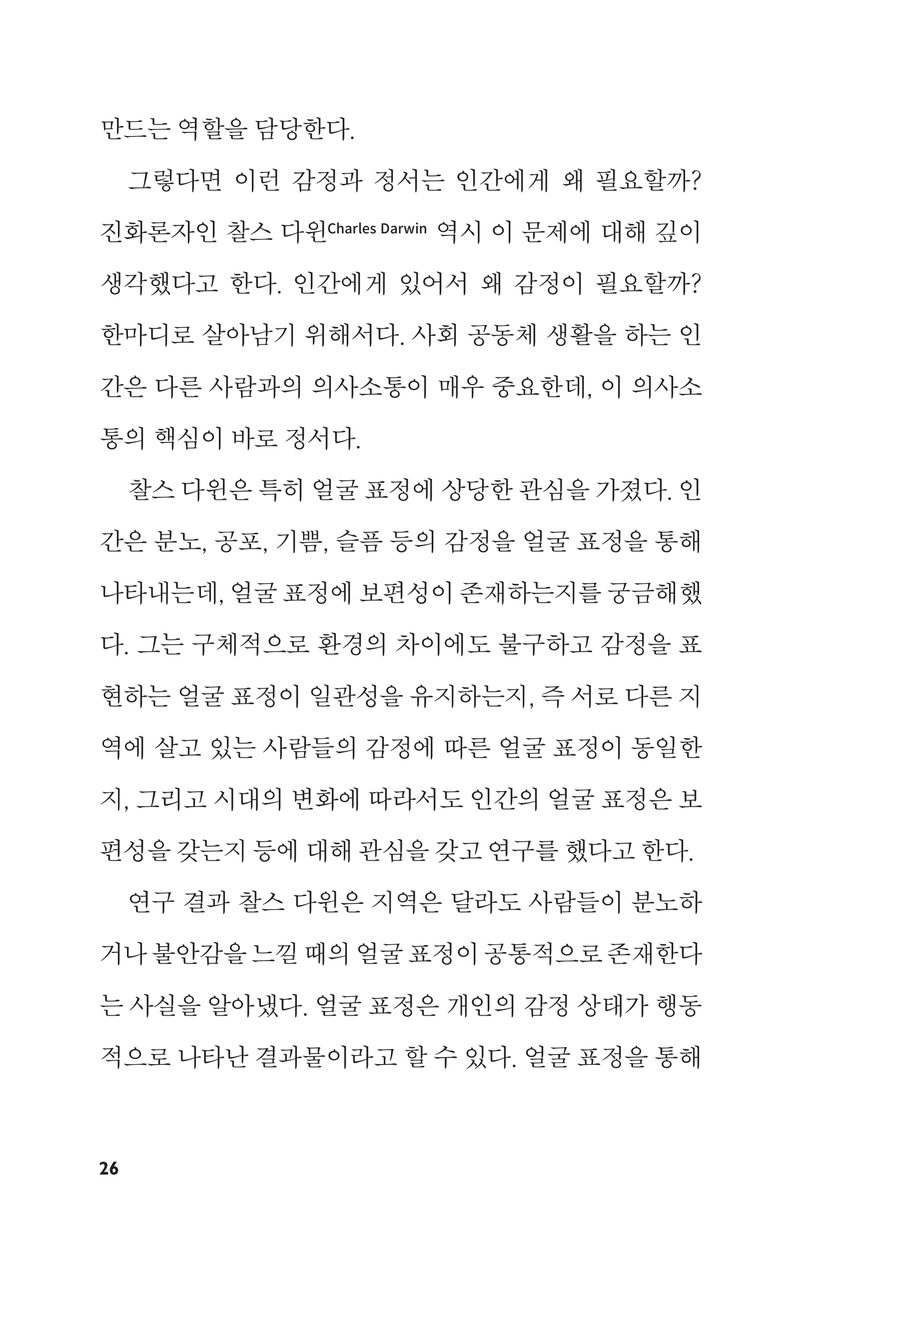 만드는 역할을 담당한다.
그렇다면 이런 감정과 정서는 인간에게 왜 필요할까?
진화론자인 찰스 다윈Charles Darwin 역시 이 문제에 대해 깊이
생각했다고 한다. 인간에게 있어서 왜 감정이 필요할까?
한마디로 살아남기 위해서다. 사회 공동체 생활을 하는 인
간은 다른 사람과의 의사소통이 매우 중요한데, 이 의사소
통의 핵심이 바로 정서다.
찰스 다윈은 특히 얼굴 표정에 상당한 관심을 가졌다. 인
간은 분노, 공포, 기쁨, 슬픔 등의 감정을 얼굴 표정을 통해
나타내는데, 얼굴 표정에 보편성이 존재하는지를 궁금해했
다. 그는 구체적으로 환경의 차이에도 불구하고 감정을 표
현하는 얼굴 표정이 일관성을 유지하는지, 즉 서로 다른 지
역에 살고 있는 사람들의 감정에 따른 얼굴 표정이 동일한
지, 그리고 시대의 변화에 따라서도 인간의 얼굴 표정은 보
편성을 갖는지 등에 대해 관심을 갖고 연구를 했다고 한다.
연구 결과 찰스 다윈은 지역은 달라도 사람들이 분노하
거나 불안감을 느낄 때의 얼굴 표정이 공통적으로 존재한다
는 사실을 알아냈다. 얼굴 표정은 개인의 감정 상태가 행동
적으로 나타난 결과물이라고 할 수 있다. 얼굴 표정을 통해
26